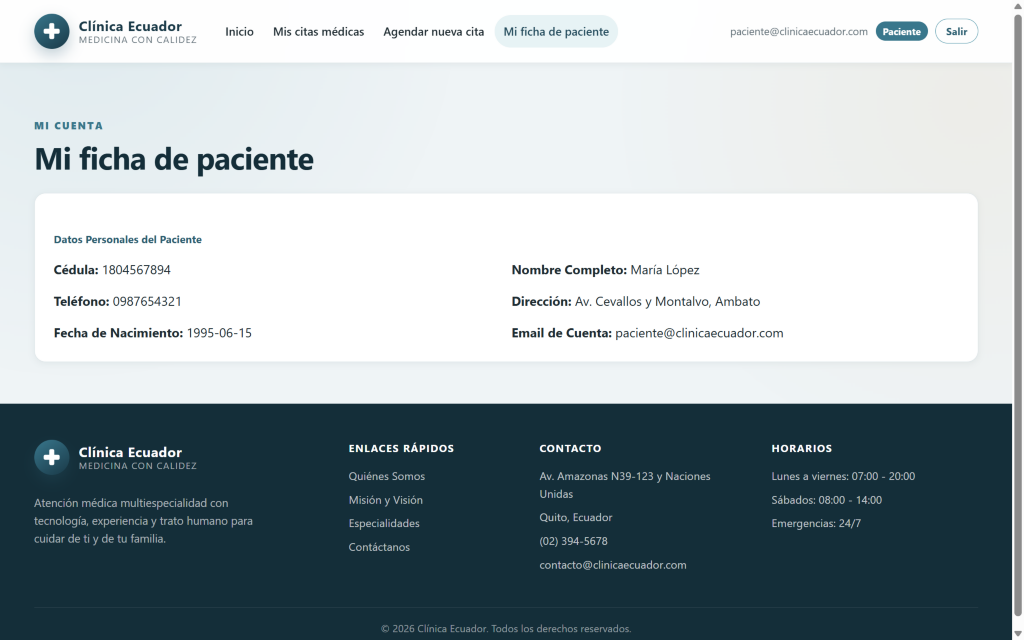 Clínica Ecuador
MEDICINA CON CALIDEZ
Inicio
Mis citas médicas
Agendar nueva cita
Mi ficha de paciente
paciente@clinicaecuador.com
Paciente
Salir
MI CUENTA
Mi ficha de paciente
Datos Personales del Paciente
Cédula: 1804567894
Nombre Completo: María López
Teléfono: 0987654321
Dirección: Av. Cevallos y Montalvo, Ambato
Fecha de Nacimiento: 1995-06-15
Email de Cuenta: paciente@clinicaecuador.com
Clínica Ecuador
MEDICINA CON CALIDEZ
Atención médica multiespecialidad con
tecnología, experiencia y trato humano para
cuidar de ti y de tu familia.
ENLACES RÁPIDOS
Quiénes Somos
Misión y Visión
Especialidades
Contáctanos
CONTACTO
Av. Amazonas N39-123 y Naciones
Unidas
Quito, Ecuador
(02) 394-5678
contacto@clinicaecuador.com
HORARIOS
Lunes a viernes: 07:00 - 20:00
Sábados: 08:00 - 14:00
Emergencias: 24/7
© 2026 Clínica Ecuador. Todos los derechos reservados.